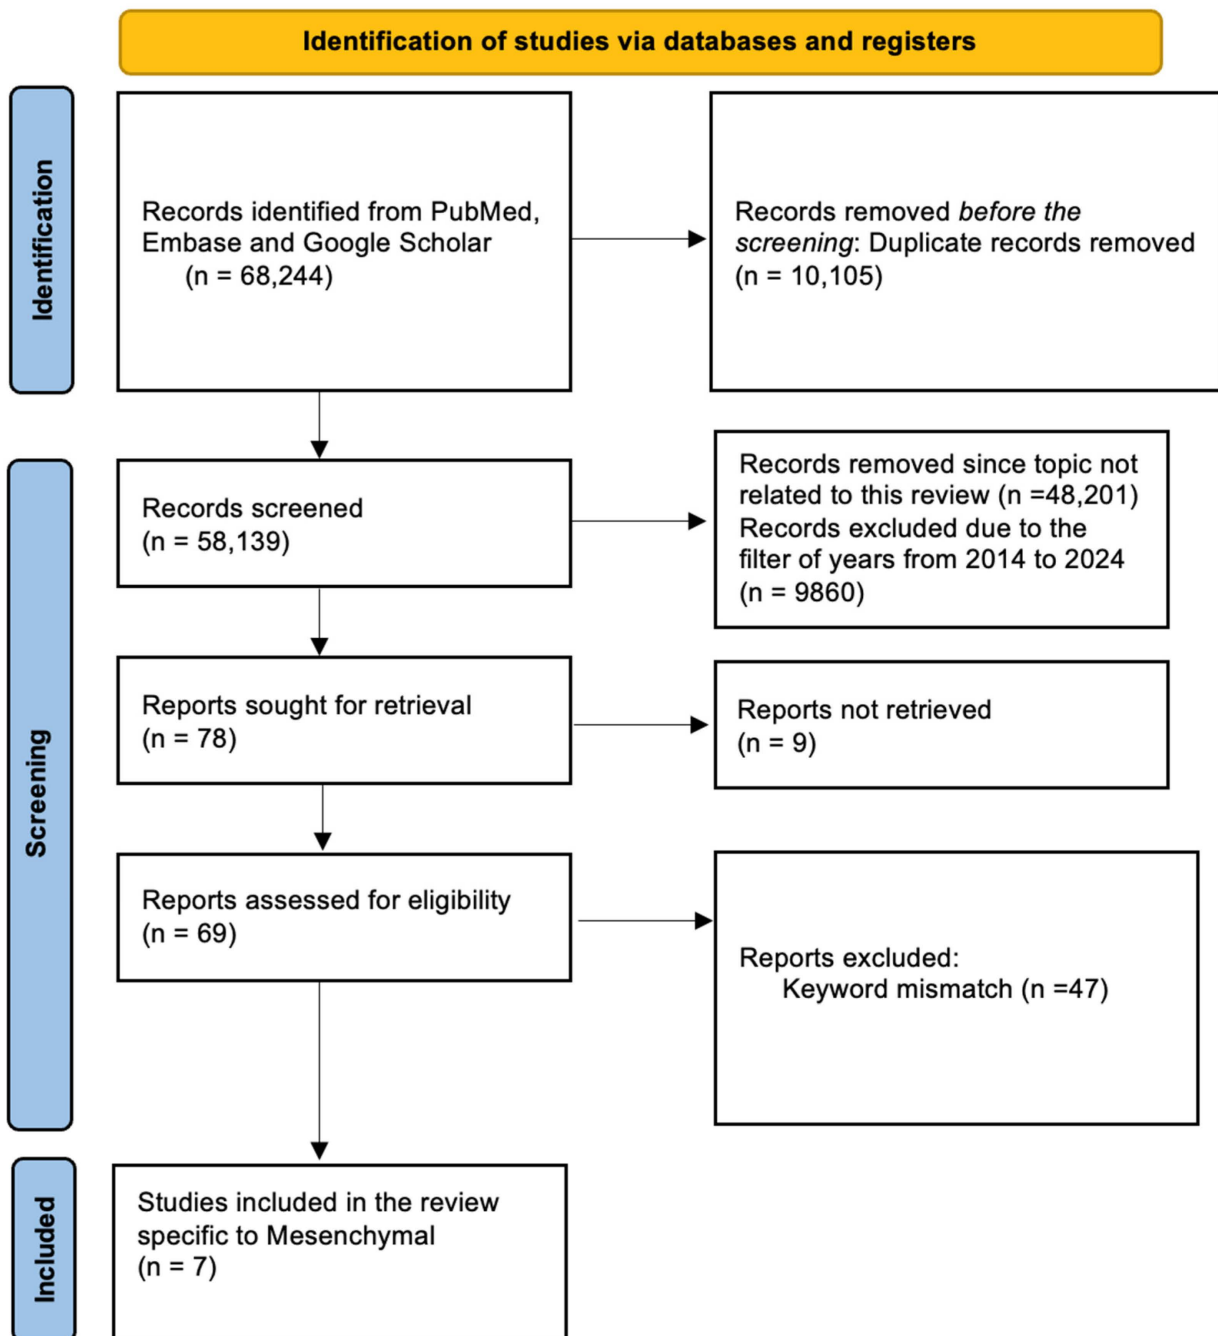 Identification of studies via databases and registers
Identification
Records identified from PubMed,
Embase and Google Scholar
(n = 68,244)
Records removed before the
screening: Duplicate records removed
(n = 10,105)
Screening
Records screened
(n = 58,139)
Records removed since topic not
related to this review (n =48,201)
Records excluded due to the
filter of years from 2014 to 2024
(n = 9860)
Reports sought for retrieval
(n = 78)
Reports not retrieved
(n = 9)
Reports assessed for eligibility
(n = 69)
Reports excluded:
Keyword mismatch (n =47)
Included
Studies included in the review
specific to Mesenchymal
(n = 7)